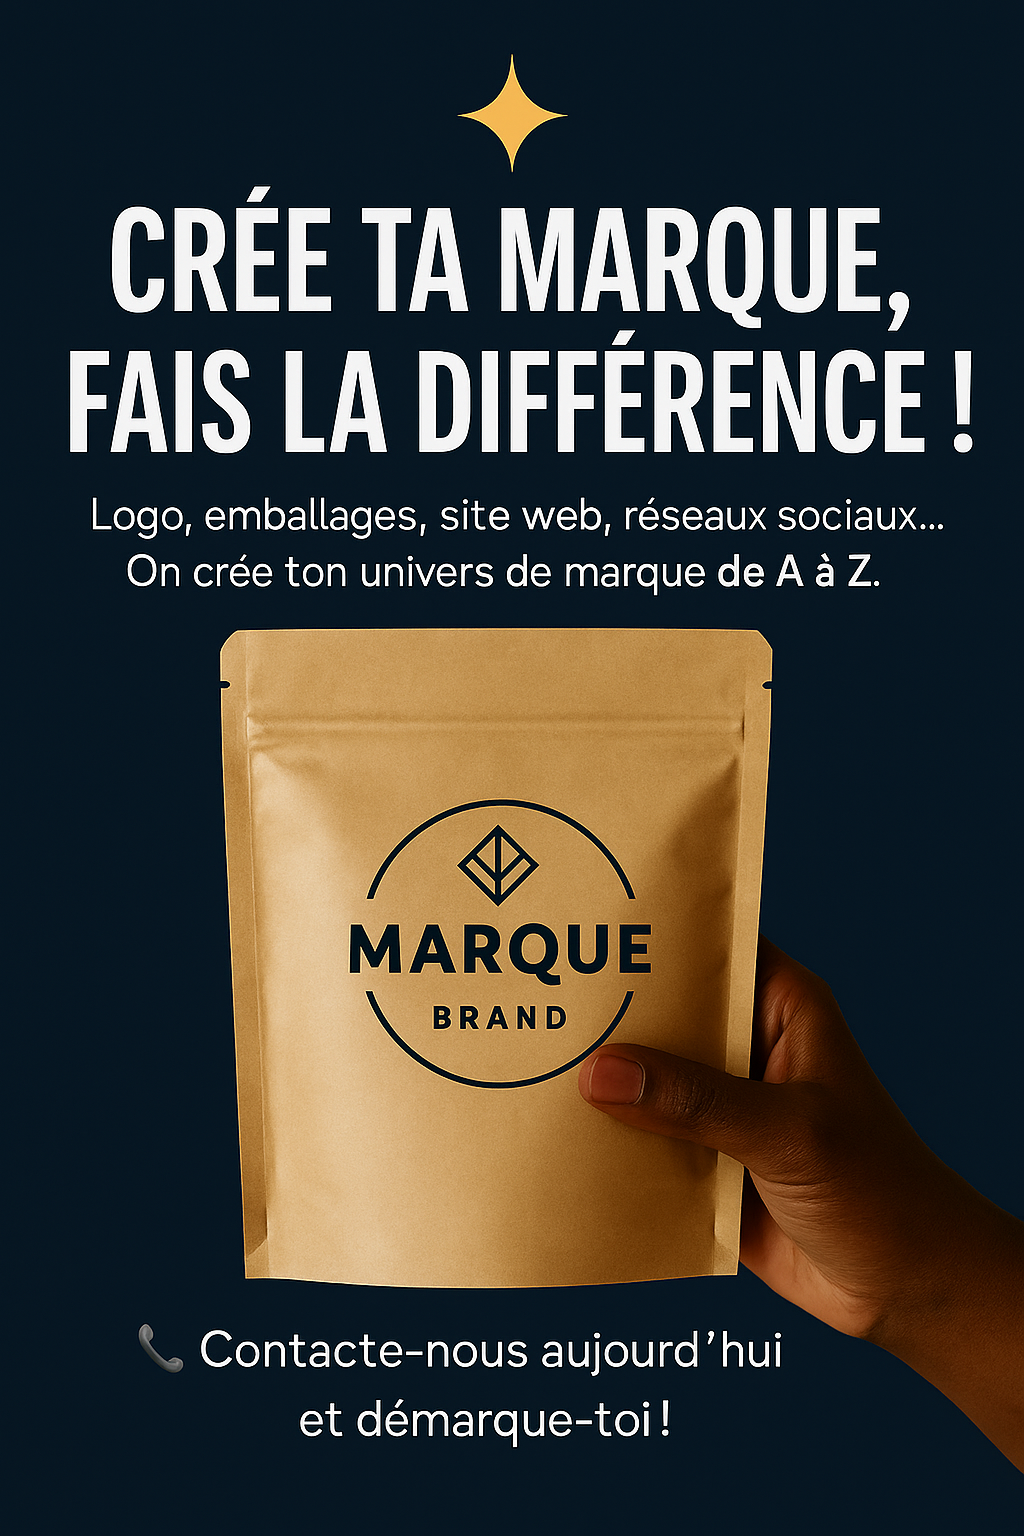 CRÉE TA MARQUE,
FAIS LA DIFFÉRENCE !
Logo, emballages, site web, réseaux sociaux...
On crée ton univers de marque de A à Z.
MARQUE
BRAND
Contacte-nous aujourd’hui
et démarque-toi !